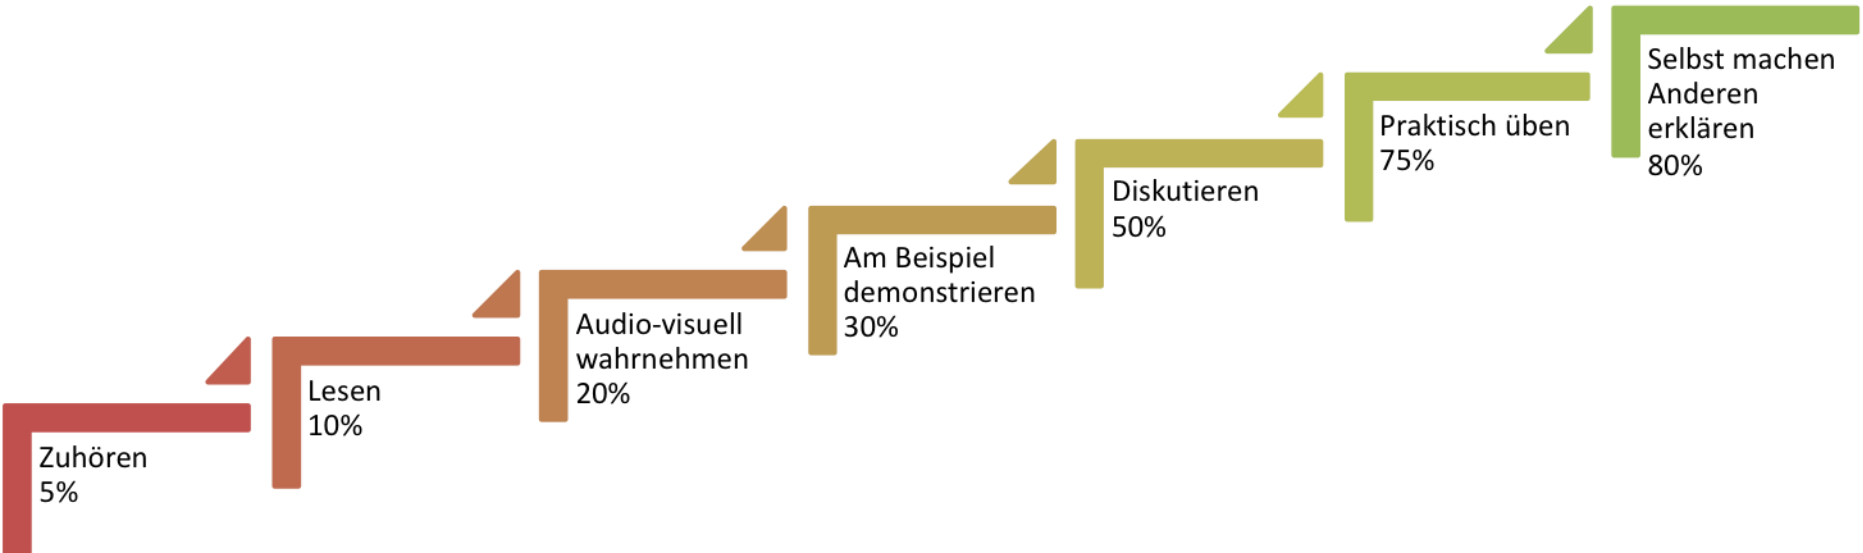 Zuhören
5%
Lesen
10%
Audio-visuell
wahrnehmen
20%
Am Beispiel
demonstrieren
30%
Diskutieren
50%
Praktisch üben
75%
Selbst machen
Anderen
erklären
80%